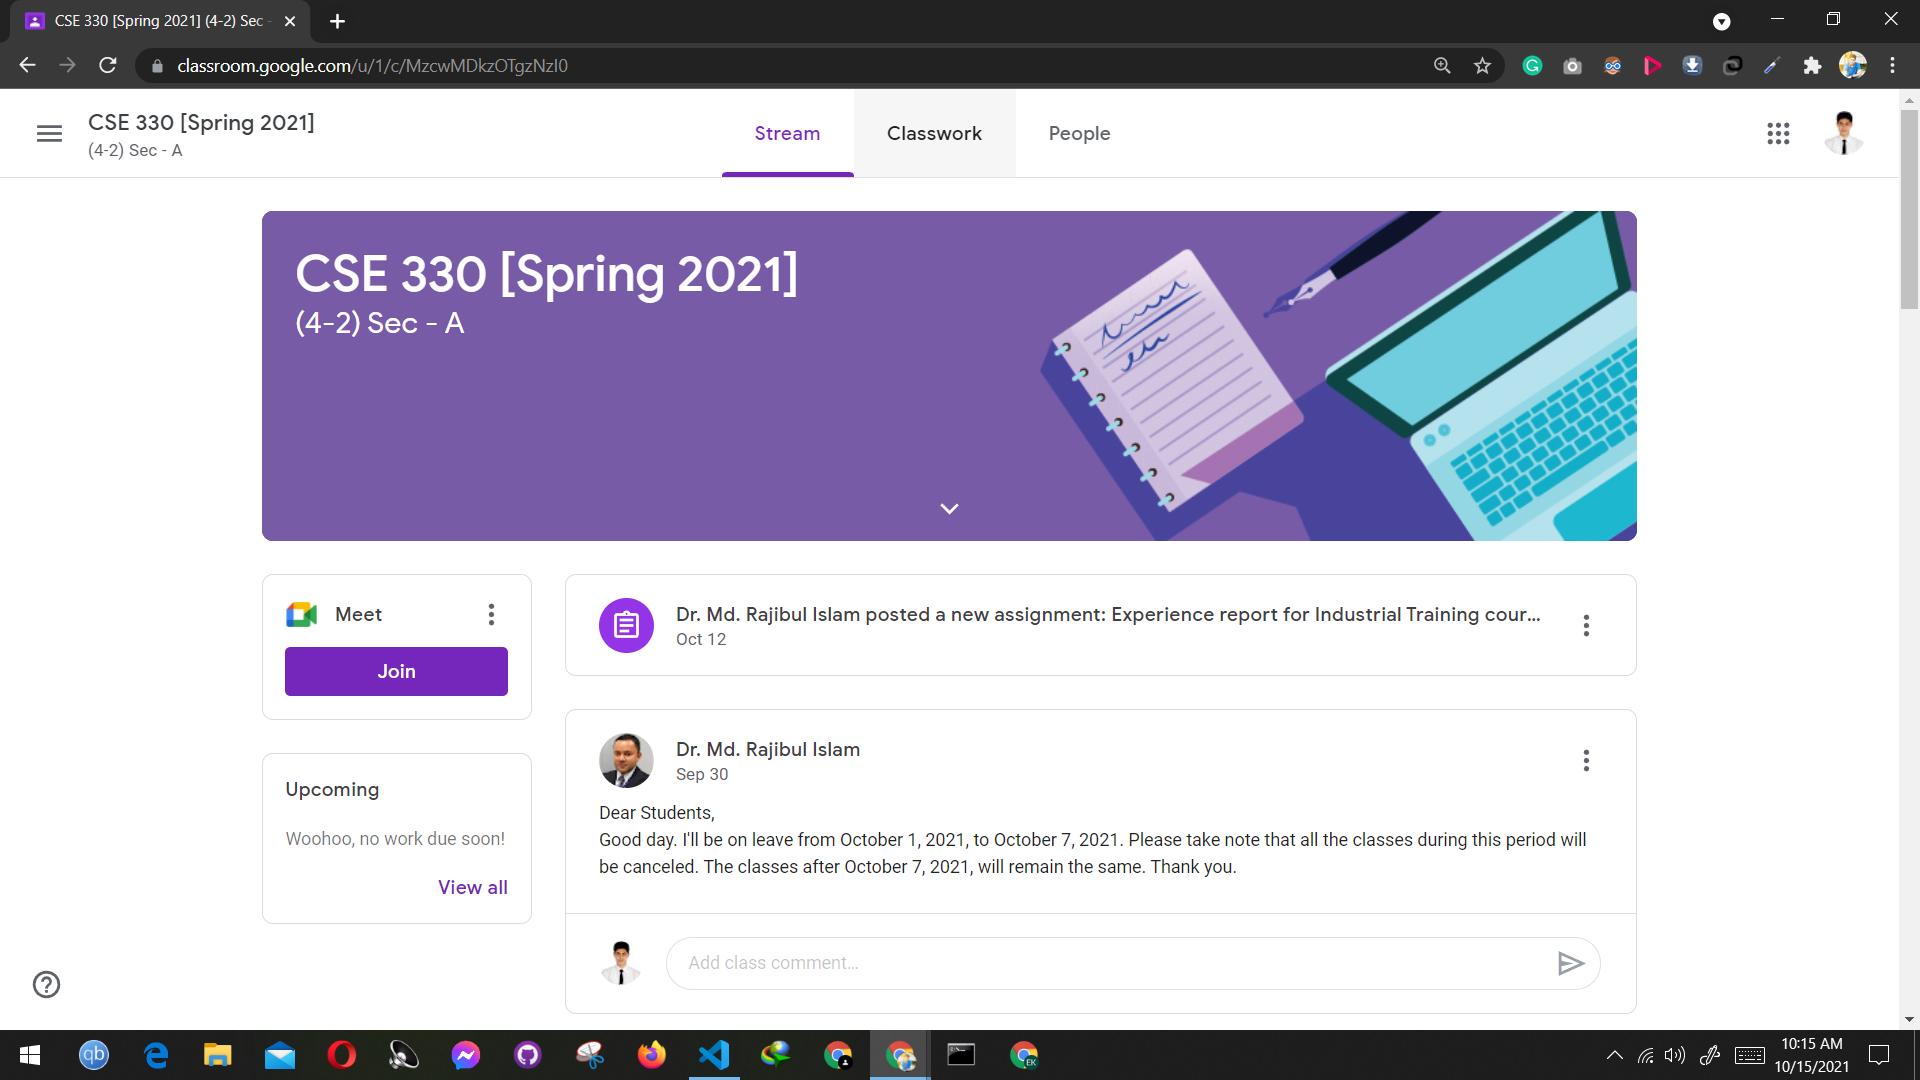 CSE 330 [Spring 2021] (4-2) Sec -
classroom.google.com/u/1/c/MzcwMDkzOTgzNzI0
CSE 330 [Spring 2021]
(4-2) Sec - A
Stream
Classwork
People
CSE 330 [Spring 2021]
(4-2) Sec - A
Meet
Join
Upcoming
Woohoo, no work due soon!
View all
Dr. Md. Rajibul Islam posted a new assignment: Experience report for Industrial Training cour...
Oct 12
Dr. Md. Rajibul Islam
Sep 30
Dear Students,
Good day. I'll be on leave from October 1, 2021, to October 7, 2021. Please take note that all the classes during this period will
be canceled. The classes after October 7, 2021, will remain the same. Thank you.
Add class comment...
qb
EK
10:15 AM
10/15/2021